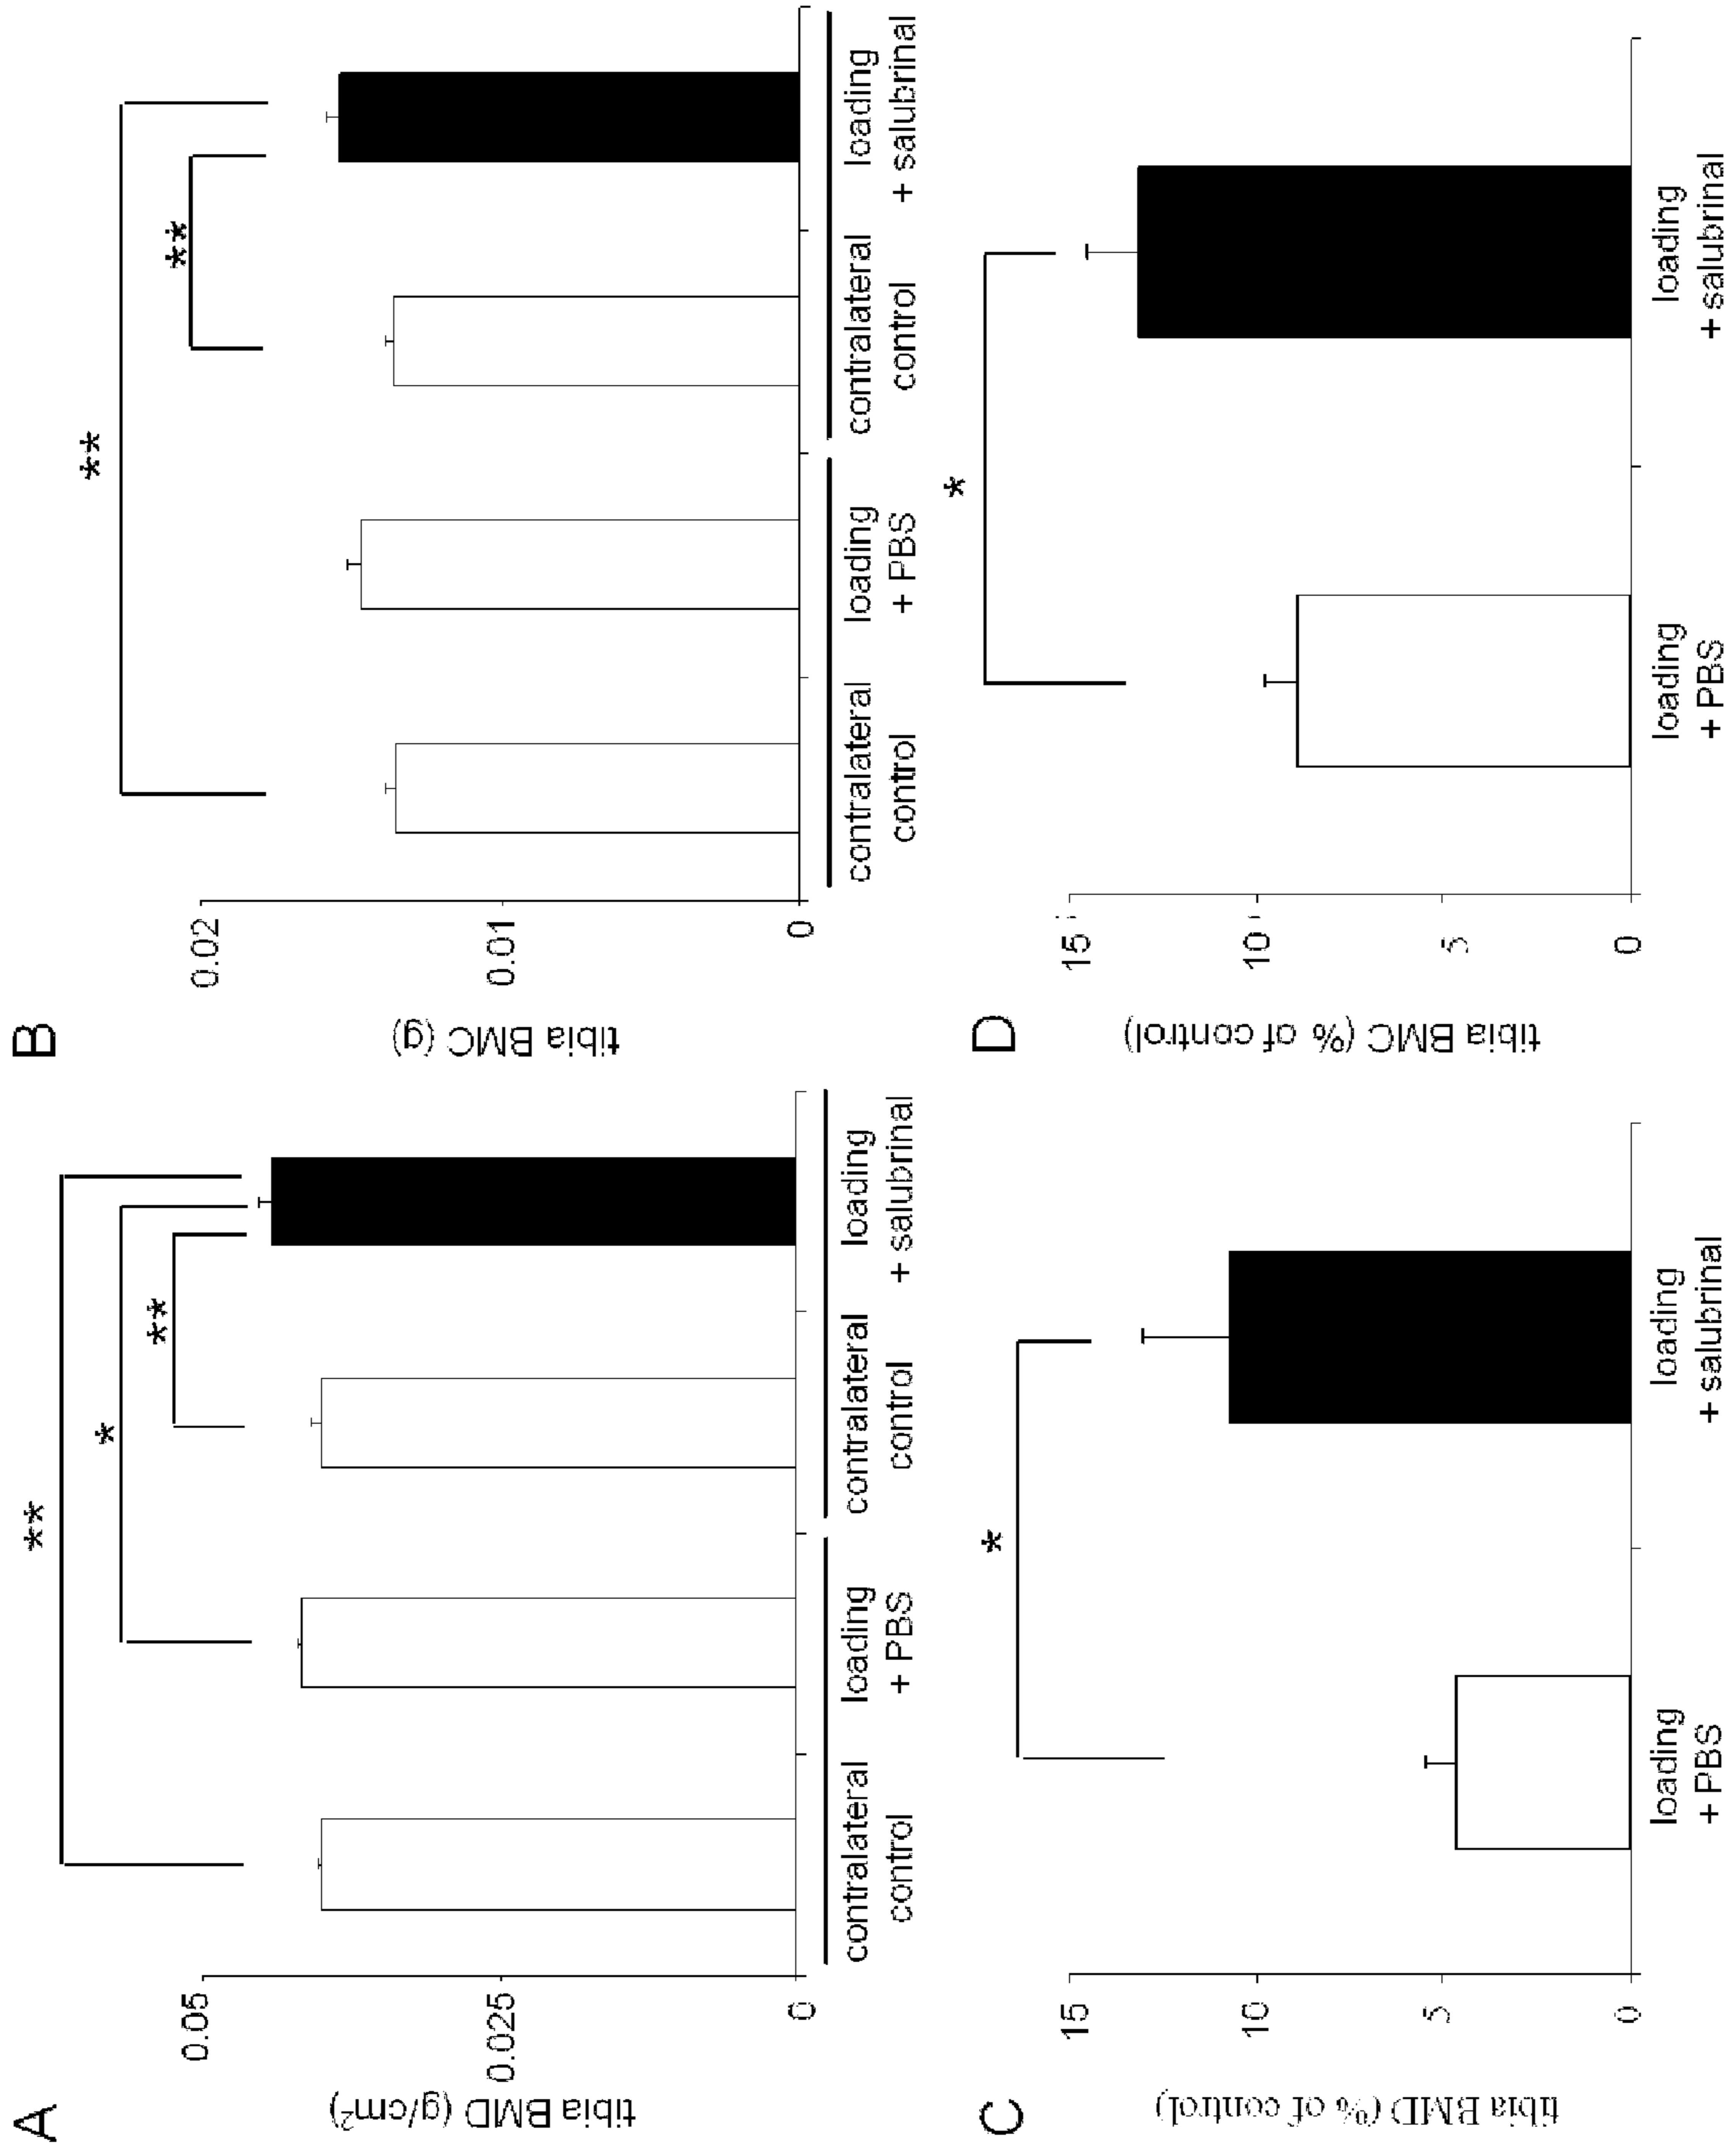 A
tibia BMD (g/cm²)
0.05
0.025
0
**
*
**
contralateral
control
loading
+ PBS
contralateral
control
loading
+ salubrinal
B
tibia BMC (g)
0.02
0.01
0
**
**
contralateral
control
loading
+ PBS
contralateral
control
loading
+ salubrinal
C
tibia BMD (% of control)
15
10
5
0
*
loading
+ PBS
loading
+ salubrinal
D
tibia BMC (% of control)
15
10
5
0
*
loading
+ PBS
loading
+ salubrinal